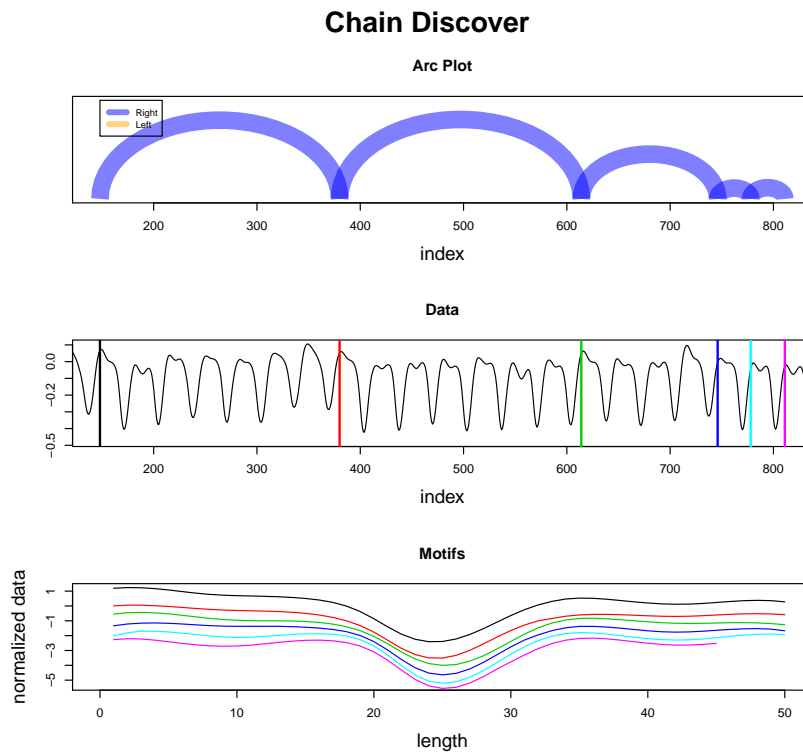 Chain Discover
Arc Plot
Right
Left
200 300 400 500 600 700 800
index
Data
0.0
−0.2
−0.5
200 300 400 500 600 700 800
index
Motifs
normalized data
1
−1
−3
−5
0 10 20 30 40 50
length